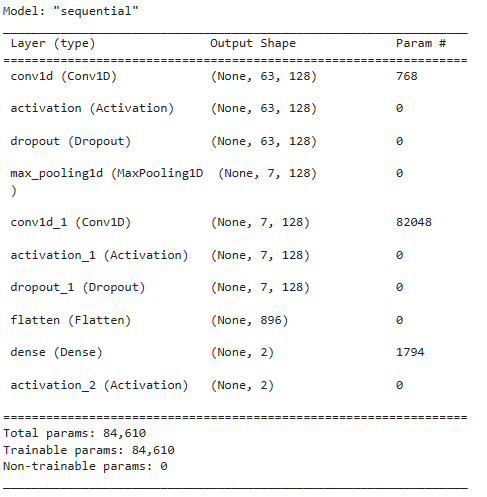 Model: "sequential"
_________________________________________________________________
Layer (type) Output Shape Param #
=================================================================
conv1d (Conv1D) (None, 63, 128) 768
activation (Activation) (None, 63, 128) 0
dropout (Dropout) (None, 63, 128) 0
max_pooling1d (MaxPooling1D (None, 7, 128) 0
)
conv1d_1 (Conv1D) (None, 7, 128) 82048
activation_1 (Activation) (None, 7, 128) 0
dropout_1 (Dropout) (None, 7, 128) 0
flatten (Flatten) (None, 896) 0
dense (Dense) (None, 2) 1794
activation_2 (Activation) (None, 2) 0
=================================================================
Total params: 84,610
Trainable params: 84,610
Non-trainable params: 0
_________________________________________________________________